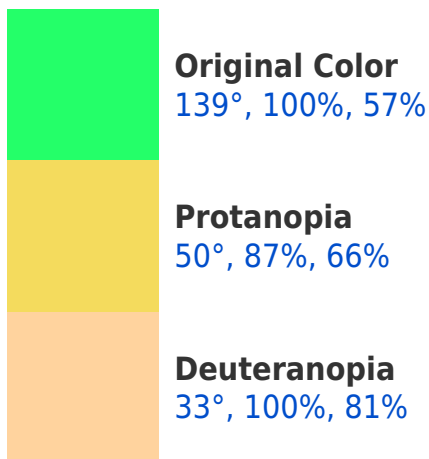 Original Color
139°, 100%, 57%
Protanopia
50°, 87%, 66%
Deuteranopia
33°, 100%, 81%